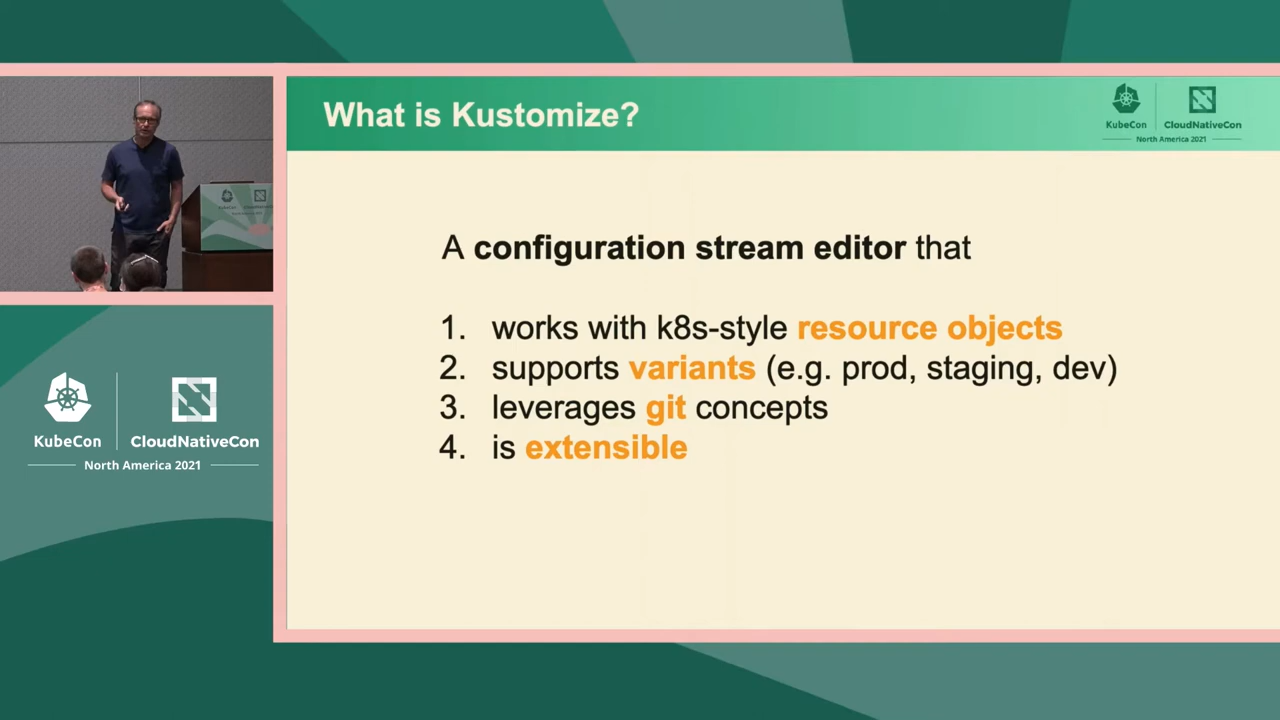 What is Kustomize?
KubeCon
CloudNativeCon
North America 2021
A configuration stream editor that
1. works with k8s-style resource objects
2. supports variants (e.g. prod, staging, dev)
3. leverages git concepts
4. is extensible
KubeCon
CloudNativeCon
North America 2021